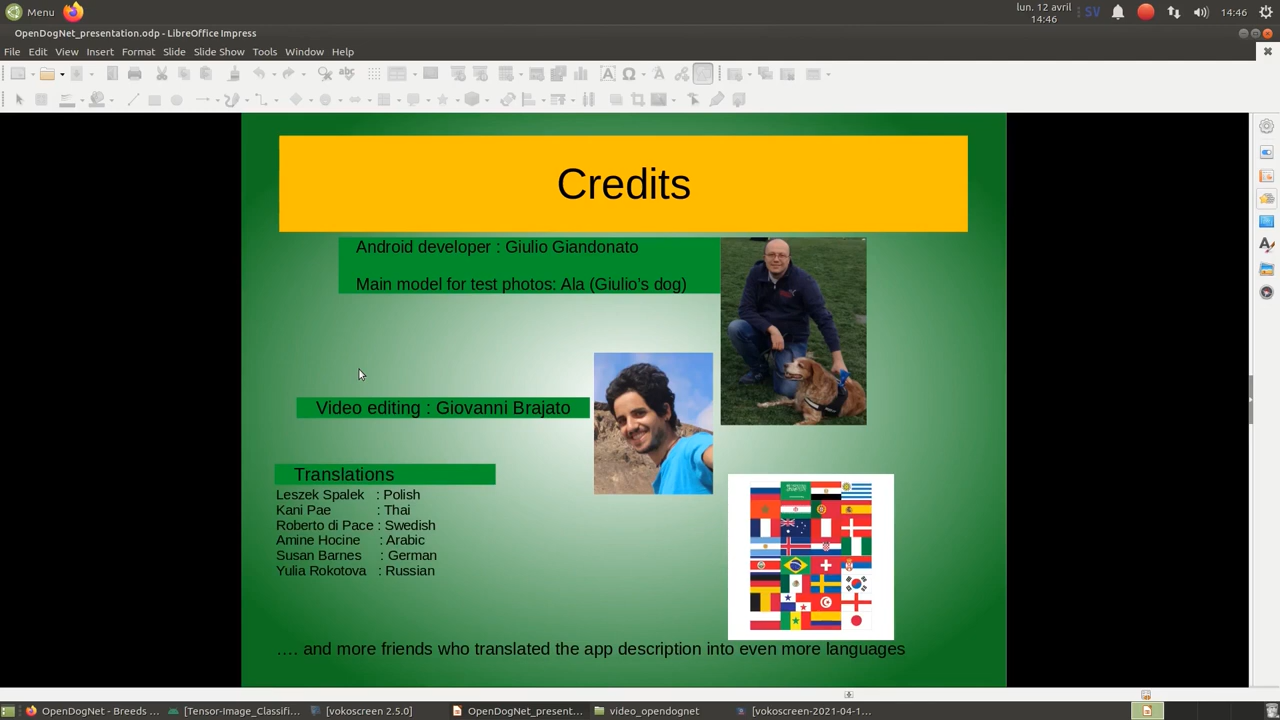 Menu
lun. 12 avril
14:46
SV
14:46
OpenDogNet_presentation.odp - LibreOffice Impress
File Edit View Insert Format Slide Slide Show Tools Window Help
Credits
Android developer : Giulio Giandonato
Main model for test photos: Ala (Giulio's dog)
Video editing : Giovanni Brajato
Translations
Leszek Spalek : Polish
Kani Pae : Thai
Roberto di Pace : Swedish
Amine Hocine : Arabic
Susan Barnes : German
Yulia Rokotova : Russian
…. and more friends who translated the app description into even more languages
OpenDogNet - Breeds ... [Tensor-Image_Classifi... [vokoscreen 2.5.0] OpenDogNet_present... video_opendognet [vokoscreen-2021-04-1...